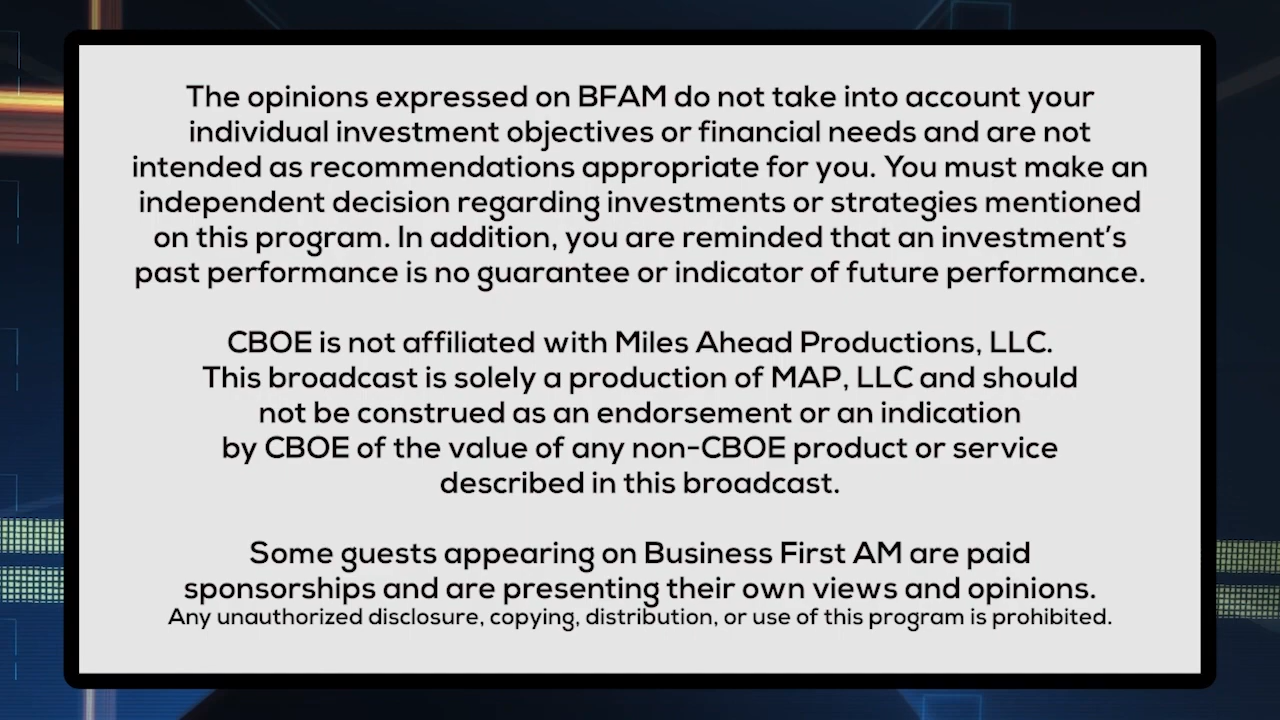 The opinions expressed on BFAM do not take into account your
individual investment objectives or financial needs and are not
intended as recommendations appropriate for you. You must make an
independent decision regarding investments or strategies mentioned
on this program. In addition, you are reminded that an investment's
past performance is no guarantee or indicator of future performance.
CBOE is not affiliated with Miles Ahead Productions, LLC.
This broadcast is solely a production of MAP, LLC and should
not be construed as an endorsement or an indication
by CBOE of the value of any non-CBOE product or service
described in this broadcast.
Some guests appearing on Business First AM are paid
sponsorships and are presenting their own views and opinions.
Any unauthorized disclosure, copying, distribution, or use of this program is prohibited.